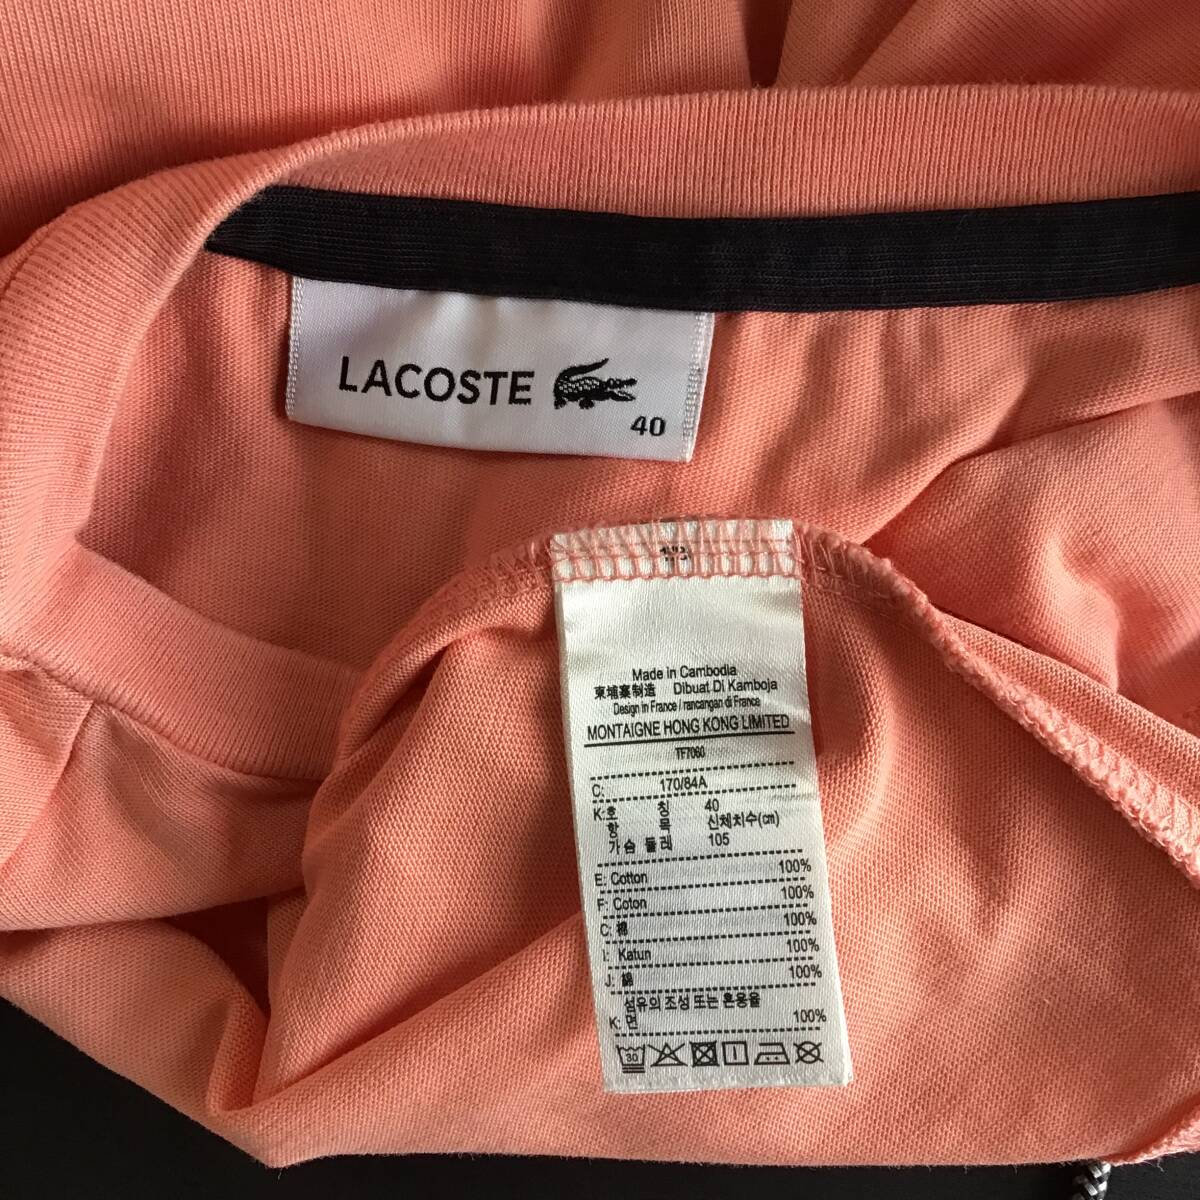 LACOSTE
40
Made in Cambodia
柬埔寨制造 Dibuat Di Kamboja
Design in France / rancangan di France
MONTAIGNE HONG KONG LIMITED
TF7060
C: 170/84A
K:호 칭 40
항 목 신체치수(cm)
가슴 둘레 105
E: Cotton 100%
F: Coton 100%
C: 棉 100%
I: Katun 100%
J: 綿 100%
섬유의 조성 또는 혼용율
K: 면 100%
30